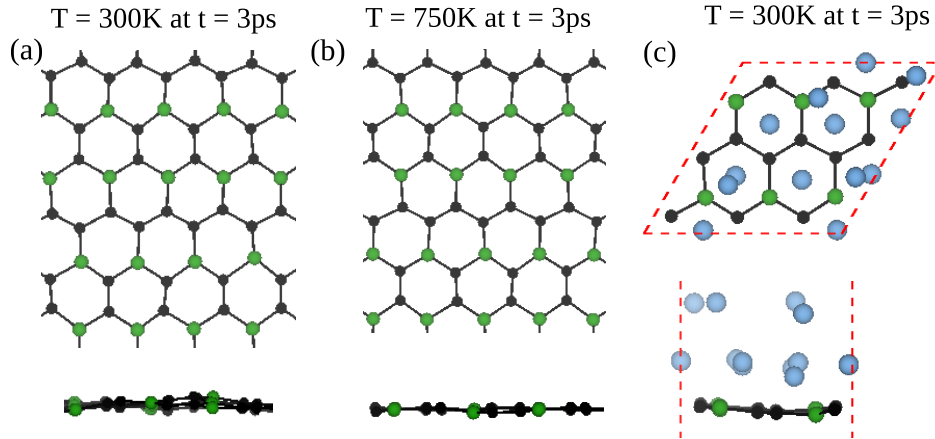 T = 300K at t = 3ps
T = 750K at t = 3ps
T = 300K at t = 3ps
(a)
(b)
(c)